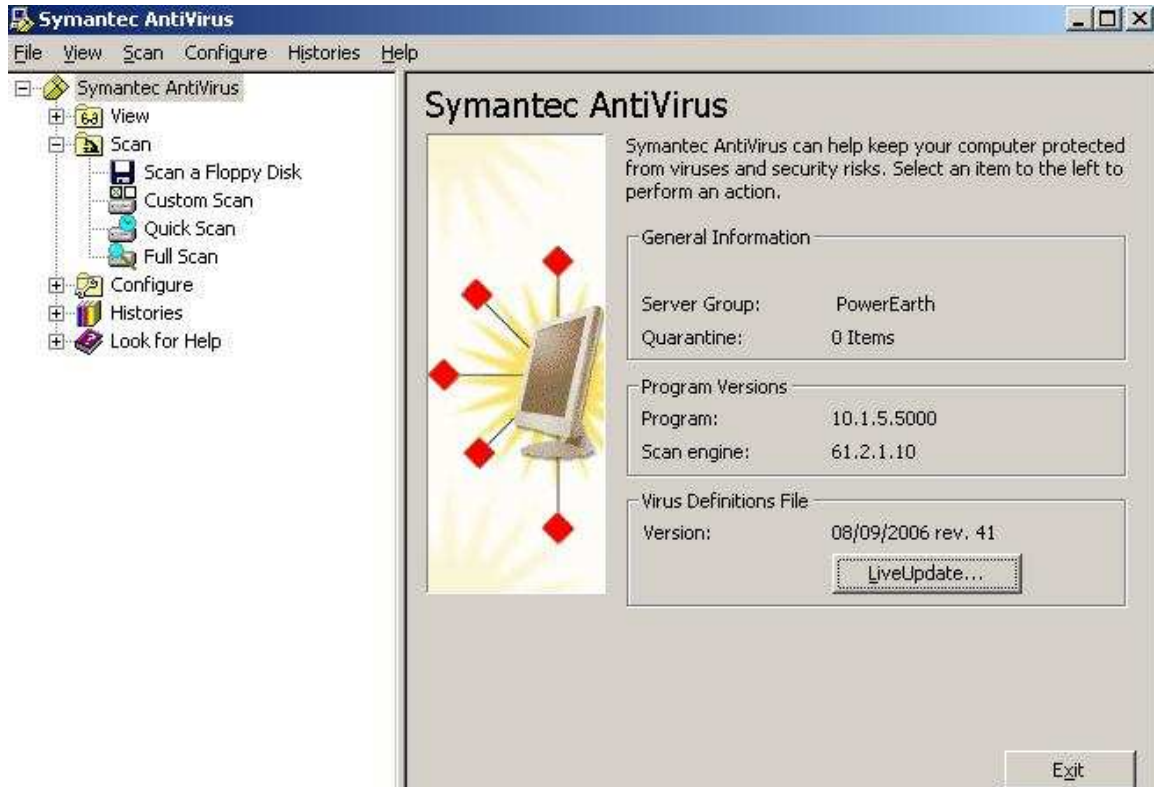 Symantec AntiVirus
File View Scan Configure Histories Help
Symantec AntiVirus
View
Scan
Scan a Floppy Disk
Custom Scan
Quick Scan
Full Scan
Configure
Histories
Look for Help
Symantec AntiVirus
Symantec AntiVirus can help keep your computer protected
from viruses and security risks. Select an item to the left to
perform an action.
General Information
Server Group: PowerEarth
Quarantine: 0 Items
Program Versions
Program: 10.1.5.5000
Scan engine: 61.2.1.10
Virus Definitions File
Version: 08/09/2006 rev. 41
LiveUpdate...
Exit